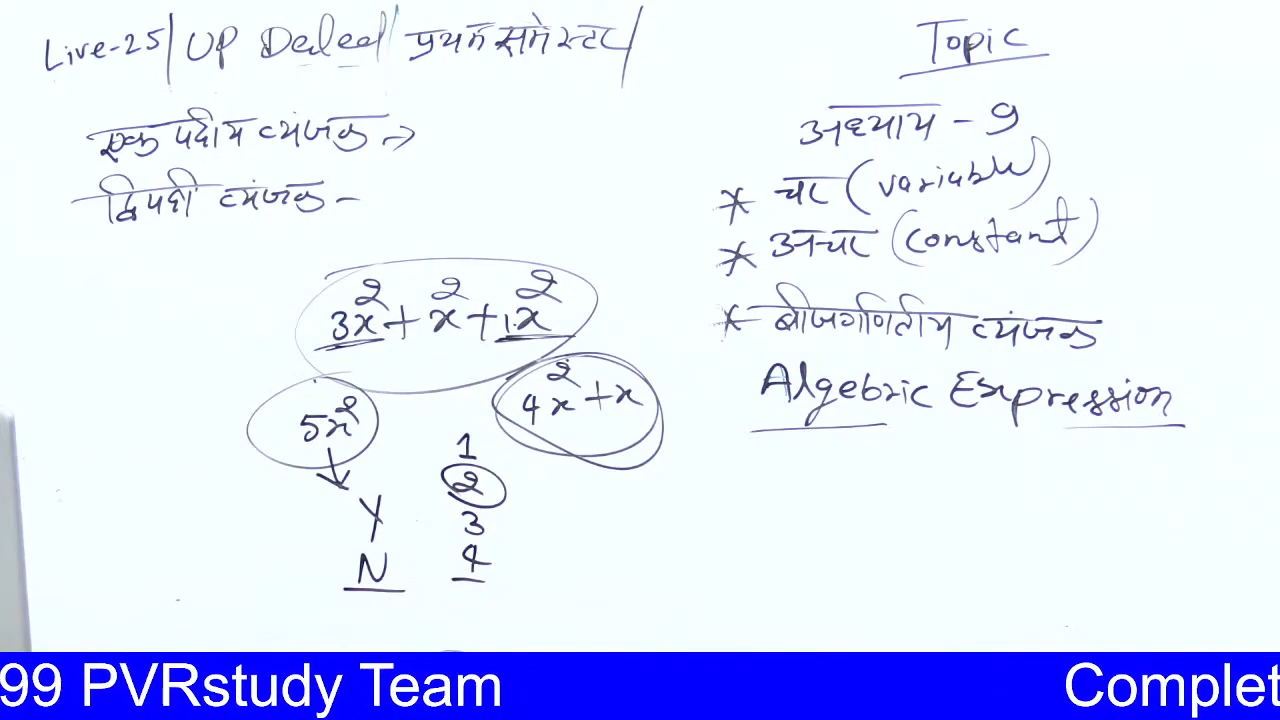 Live-25/ UP Deled/ प्रथम समेस्टर/
एक पदीय व्यंजक →
द्विपदी व्यंजक -
3x² + x² + 1x²
5x²
4x² + x
Y
N
1
2
3
4
Topic
अध्याय - 9
* चर (variable)
* अचर (constant)
* बीजगणितीय व्यंजक
Algebric Expression
99 PVRstudy Team
Complet